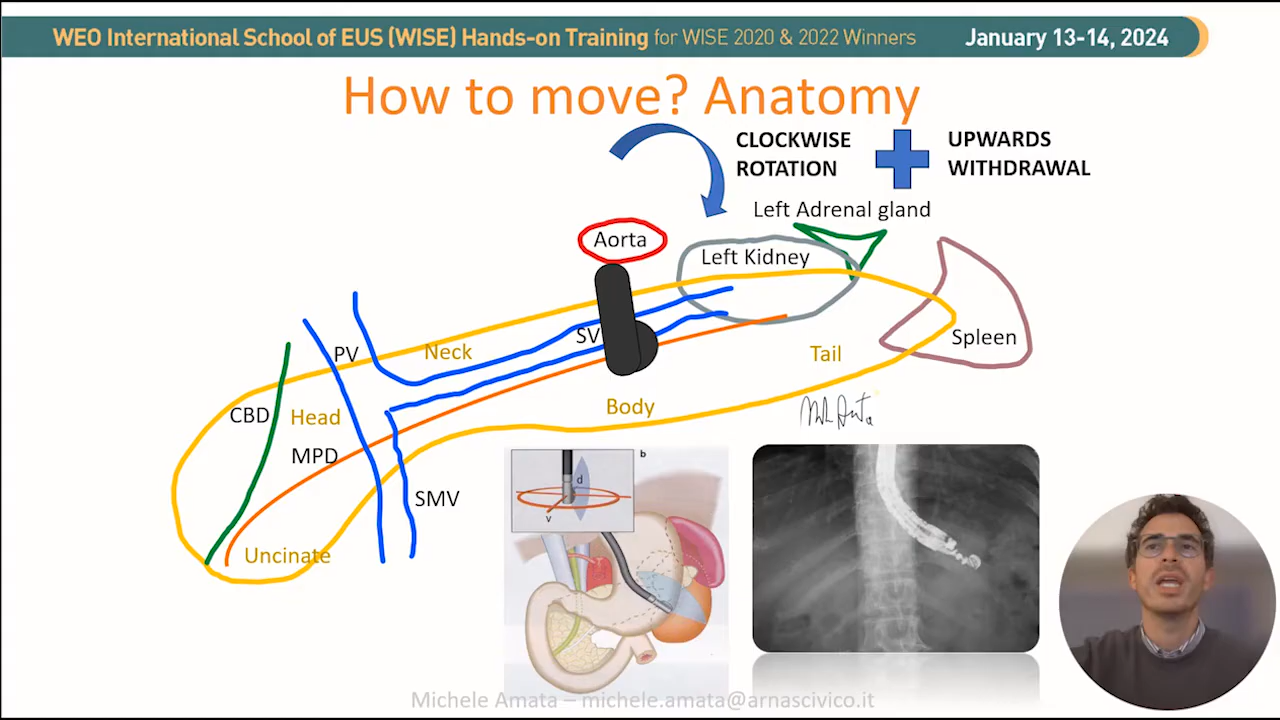 WEO International School of EUS (WISE) Hands-on Training for WISE 2020 & 2022 Winners January 13-14, 2024
How to move? Anatomy
CLOCKWISE
ROTATION
UPWARDS
WITHDRAWAL
Left Adrenal gland
Aorta
Left Kidney
SV
Spleen
PV
Neck
Tail
CBD
Head
Body
MPD
SMV
Uncinate
b
d
v
Michele Amata – michele.amata@arnascivico.it